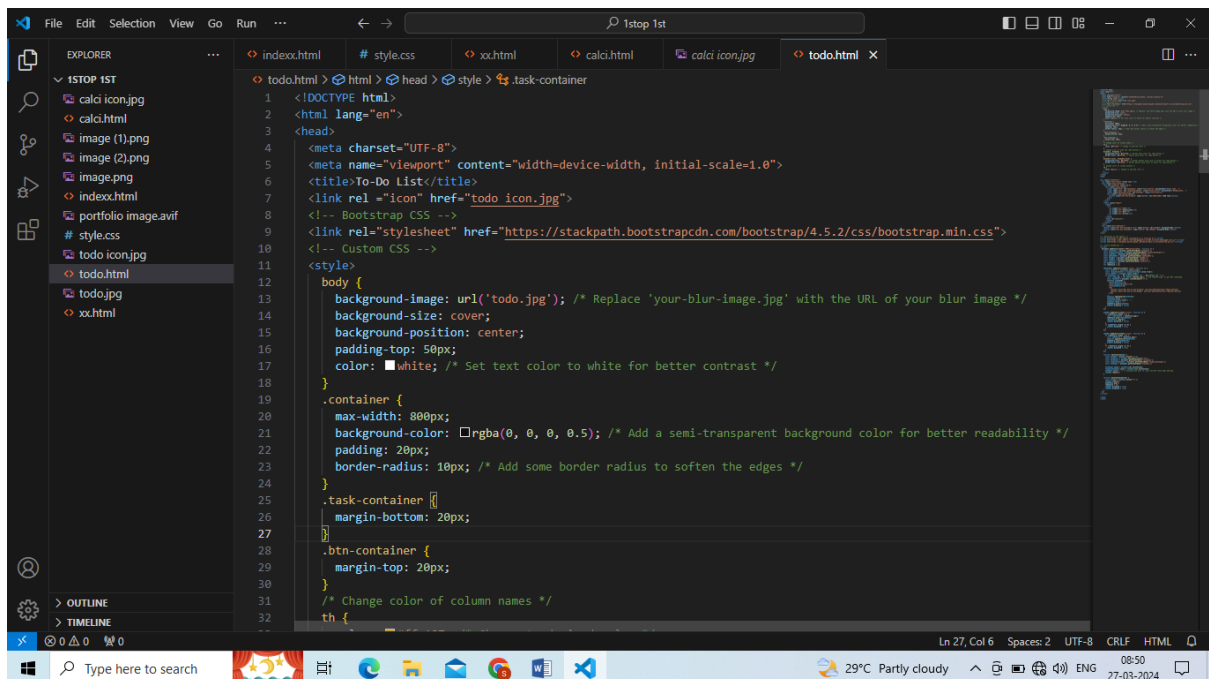 File Edit Selection View Go Run ··· ← → 1stop 1st
EXPLORER ···
1STOP 1ST
calci icon.jpg
calci.html
image (1).png
image (2).png
image.png
indexx.html
portfolio image.avif
# style.css
todo icon.jpg
todo.html
todo.jpg
xx.html
OUTLINE
TIMELINE
indexx.html # style.css xx.html calci.html calci icon.jpg todo.html
todo.html > html > head > style > .task-container
1 <!DOCTYPE html>
2 <html lang="en">
3 <head>
4 <meta charset="UTF-8">
5 <meta name="viewport" content="width=device-width, initial-scale=1.0">
6 <title>To-Do List</title>
7 <link rel ="icon" href="todo icon.jpg">
8 <!-- Bootstrap CSS -->
9 <link rel="stylesheet" href="https://stackpath.bootstrapcdn.com/bootstrap/4.5.2/css/bootstrap.min.css">
10 <!-- Custom CSS -->
11 <style>
12 body {
13 background-image: url('todo.jpg'); /* Replace 'your-blur-image.jpg' with the URL of your blur image */
14 background-size: cover;
15 background-position: center;
16 padding-top: 50px;
17 color: white; /* Set text color to white for better contrast */
18 }
19 .container {
20 max-width: 800px;
21 background-color: rgba(0, 0, 0, 0.5); /* Add a semi-transparent background color for better readability */
22 padding: 20px;
23 border-radius: 10px; /* Add some border radius to soften the edges */
24 }
25 .task-container {
26 margin-bottom: 20px;
27 }
28 .btn-container {
29 margin-top: 20px;
30 }
31 /* Change color of column names */
32 th {
0 0 0 Ln 27, Col 6 Spaces: 2 UTF-8 CRLF HTML
Type here to search 29°C Partly cloudy ENG 08:50
27-03-2024